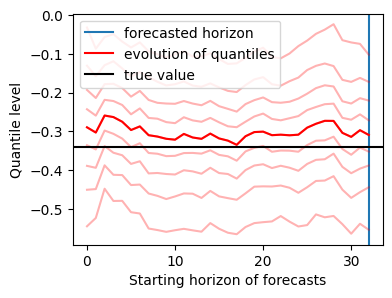 0.0
−0.1
−0.2
−0.3
−0.4
−0.5
Quantile level
forecasted horizon
evolution of quantiles
true value
0
10
20
30
Starting horizon of forecasts